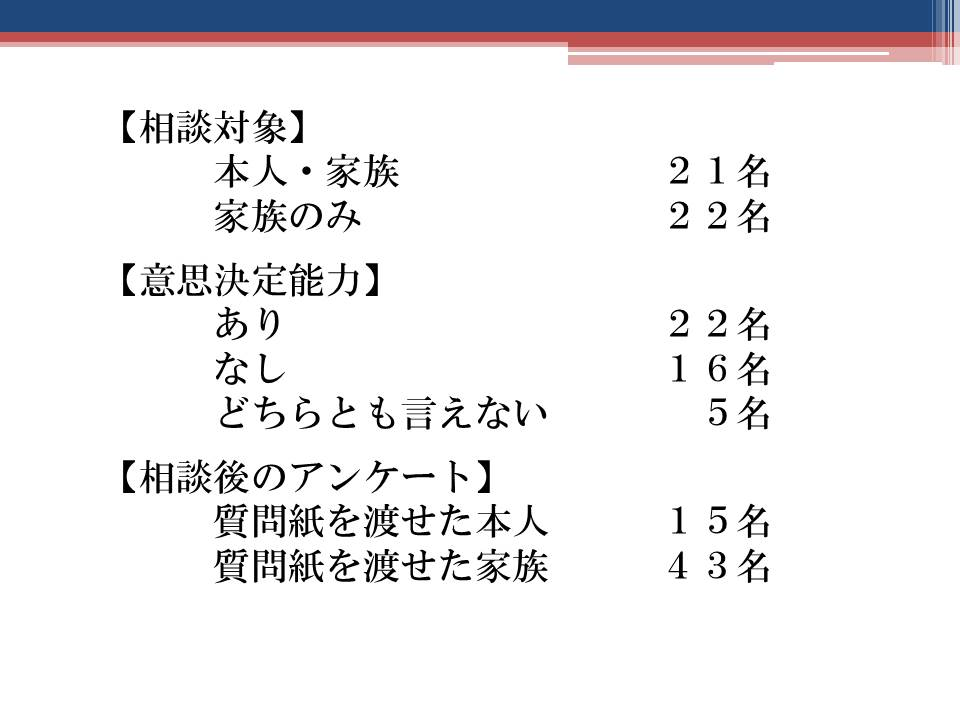 【相談対象】
本人・家族 ２１名
家族のみ ２２名
【意思決定能力】
あり ２２名
なし １６名
どちらとも言えない ５名
【相談後のアンケート】
質問紙を渡せた本人 １５名
質問紙を渡せた家族 ４３名